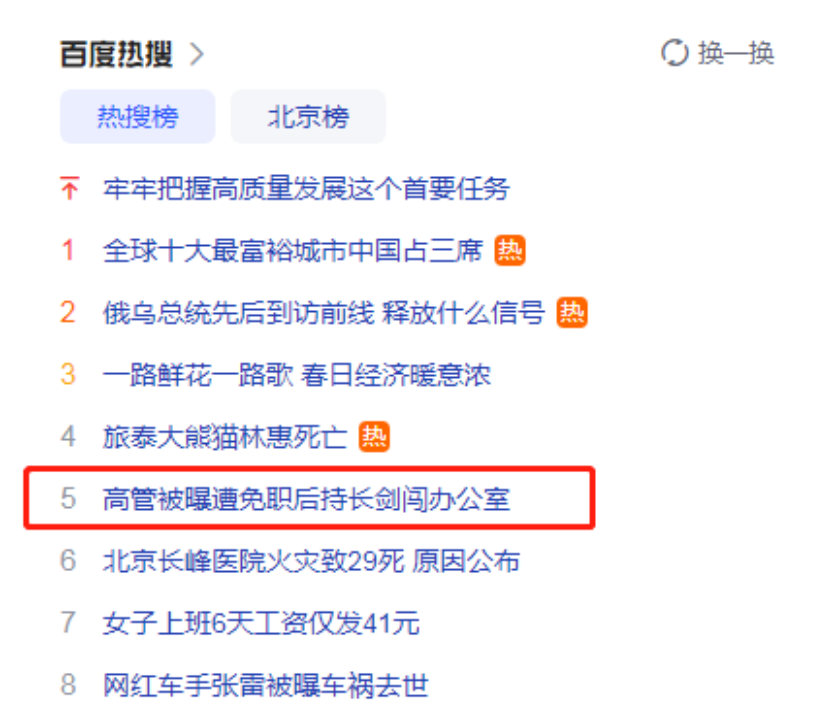 百度热搜 >
换一换
热搜榜 北京榜
牢牢把握高质量发展这个首要任务
1 全球十大最富裕城市中国占三席 热
2 俄乌总统先后到访前线 释放什么信号 热
3 一路鲜花一路歌 春日经济暖意浓
4 旅泰大熊猫林惠死亡 热
5 高管被曝遭免职后持长剑闯办公室
6 北京长峰医院火灾致29死 原因公布
7 女子上班6天工资仅发41元
8 网红车手张雷被曝车祸去世